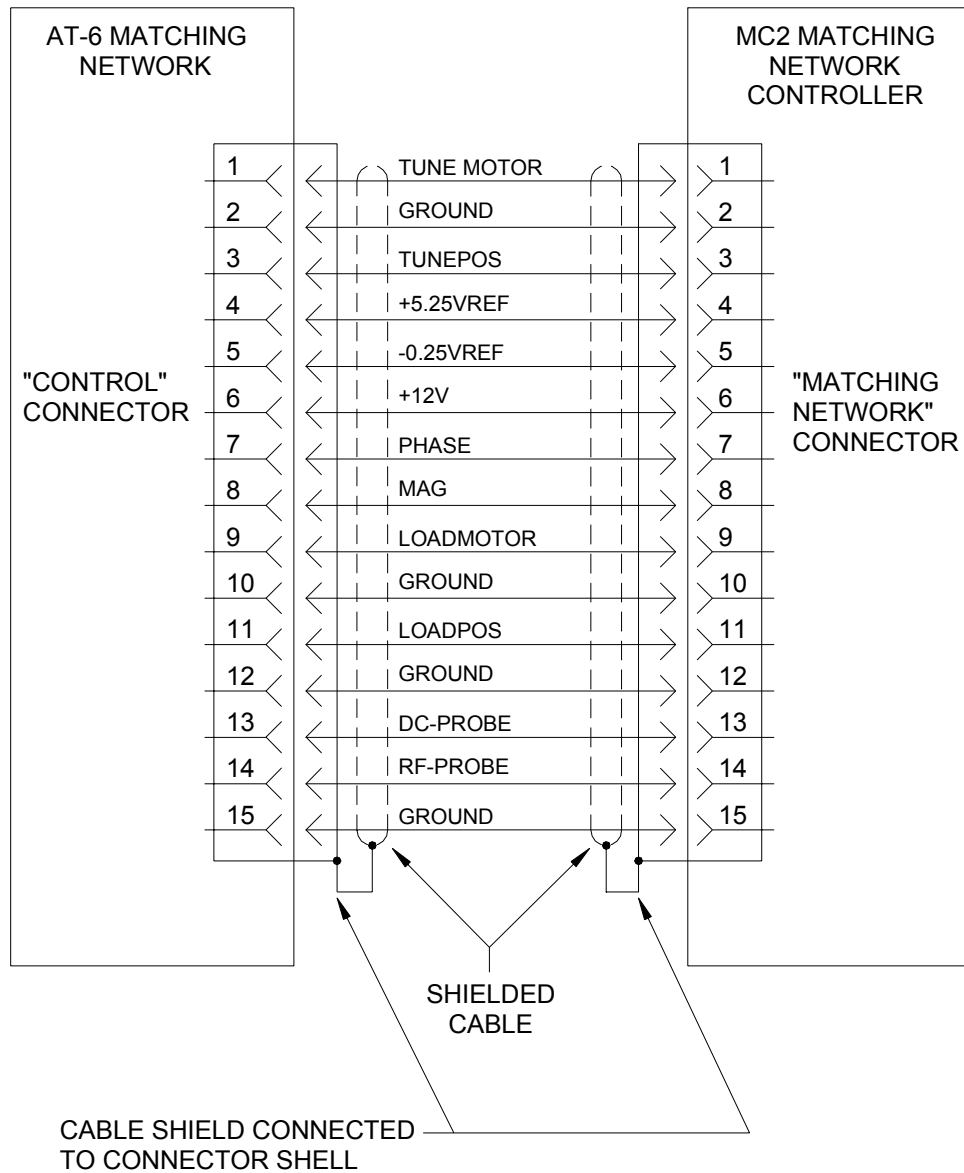 AT-6 MATCHING
NETWORK
MC2 MATCHING
NETWORK
CONTROLLER
1 TUNE MOTOR 1
2 GROUND 2
3 TUNEPOS 3
4 +5.25VREF 4
5 -0.25VREF 5
"CONTROL"
CONNECTOR
6 +12V 6
"MATCHING
NETWORK"
CONNECTOR
7 PHASE 7
8 MAG 8
9 LOADMOTOR 9
10 GROUND 10
11 LOADPOS 11
12 GROUND 12
13 DC-PROBE 13
14 RF-PROBE 14
15 GROUND 15
SHIELDED
CABLE
CABLE SHIELD CONNECTED
TO CONNECTOR SHELL